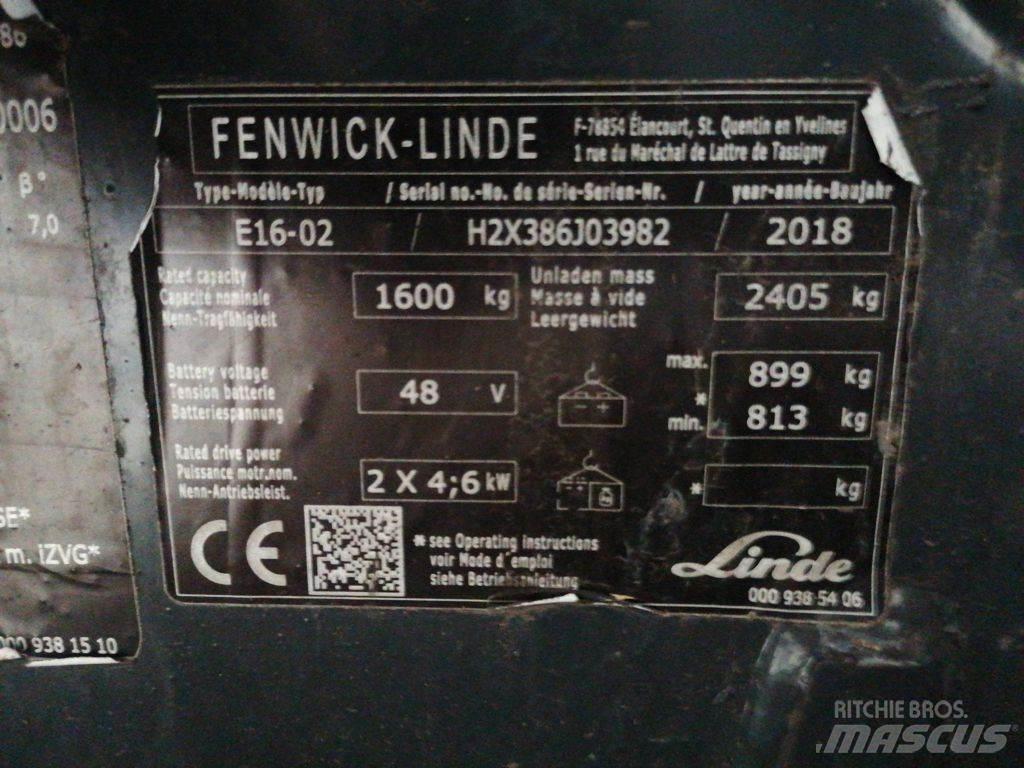 0006
β°
7,0
SE*
m. iZVG*
000 938 15 10
FENWICK-LINDE
F-78854 Élancourt, St. Quentin en Yvelines
1 rue du Maréchal de Lattre de Tassigny
Type-Modèle-Typ / Serial no.-No. de série-Serien-Nr. / year-année-Baujahr
E16-02 / H2X386J03982 / 2018
Rated capacity
Capacité nominale
Nenn-Tragfähigkeit
1600 kg
Unladen mass
Masse à vide
Leergewicht
2405 kg
Battery voltage
Tension batterie
Batteriespannung
48 V
max. 899 kg
*
min. 813 kg
Rated drive power
Puissance motr.nom.
Nenn-Antriebsleist.
2 X 4;6 kW
* kg
CE
* see Operating instructions
voir Mode d'emploi
siehe Betriebsanleitung
Linde
000 938 54 06
RITCHIE BROS.
MASCUS